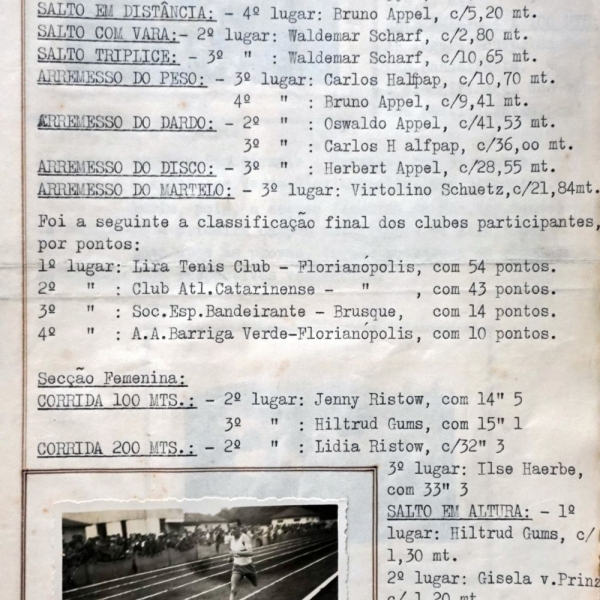 SALTO EM DISTÂNCIA: - 4º lugar: Bruno Appel, c/5,20 mt.
SALTO COM VARA:- 2º lugar: Waldemar Scharf, c/2,80 mt.
SALTO TRIPLICE: - 3º " : Waldemar Scharf, c/10,65 mt.
ARREMESSO DO PESO: - 3º lugar: Carlos Halfpap, c/10,70 mt.
4º " : Bruno Appel, c/9,41 mt.
ARREMESSO DO DARDO: - 2º " : Oswaldo Appel, c/41,53 mt.
3º " : Carlos H alfpap, c/36,oo mt.
ARREMESSO DO DISCO: - 3º " : Herbert Appel, c/28,55 mt.
ARREMESSO DO MARTELO: - 3º lugar: Virtolino Schuetz,c/21,84mt.
Foi a seguinte a classificação final dos clubes participantes,
por pontos:
1º lugar: Lira Tenis Club - Florianópolis, com 54 pontos.
2º " : Club Atl.Catarinense - " , com 43 pontos.
3º " : Soc.Esp.Bandeirante - Brusque, com 14 pontos.
4º " : A.A.Barriga Verde-Florianópolis, com 10 pontos.
Secção Femenina:
CORRIDA 100 MTS.: - 2º lugar: Jenny Ristow, com 14" 5
3º " : Hiltrud Gums, com 15" 1
CORRIDA 200 MTS.: - 2º " : Lidia Ristow, c/32" 3
3º lugar: Ilse Haerbe,
com 33" 3
SALTO EM ALTURA: - 1º
lugar: Hiltrud Gums, c/
1,30 mt.
2º lugar: Gisela v.Prinz
c/ 1,20 mt.